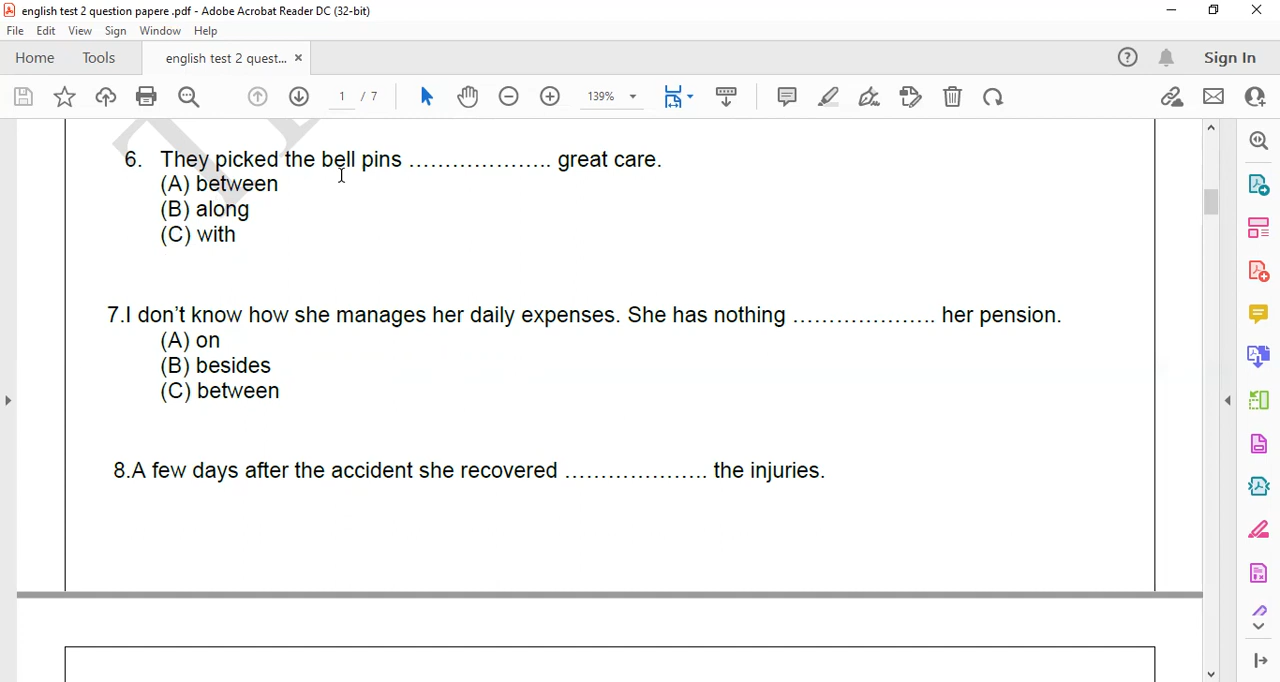 english test 2 question papere .pdf - Adobe Acrobat Reader DC (32-bit)
File Edit View Sign Window Help
Home Tools english test 2 quest... × Sign In
1 / 7 139%
6. They picked the bell pins .................... great care.
(A) between
(B) along
(C) with
7.I don't know how she manages her daily expenses. She has nothing .................... her pension.
(A) on
(B) besides
(C) between
8.A few days after the accident she recovered .................... the injuries.